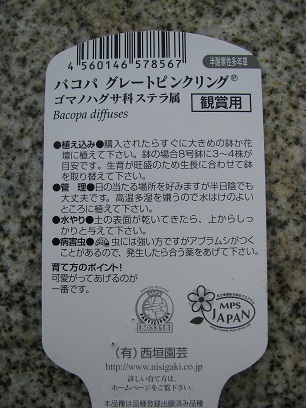 4 560146 578567
半耐寒性多年草
バコパ グレートピンクリング
ゴマノハグサ科ステラ属
観賞用
Bacopa diffuses
●植え込み●購入されたらすぐに大きめの鉢か花
壇に植えて下さい。鉢の場合8号鉢に3〜4株が
目安です。生育が旺盛のため生長に合わせて鉢
を取り替えて下さい。
●管 理●日の当たる場所を好みますが半日陰でも
大丈夫です。高温多湿を嫌うので水はけのよい
ところに植えて下さい。
●水やり●土の表面が乾いてきたら、上からしっか
りと与えて下さい。
●病害虫●虫には強い方ですがアブラムシがつく
ことがあるので、発生したら合う薬をあげて下さい。
育て方のポイント!
可愛がってあげるのが
一番です。
MPS
JAPAN
803518
(有)西垣園芸
http://www.nisigaki.co.jp
詳しい育て方は、
ホームページをご覧下さい。
本品種は品種登録出願済み品種